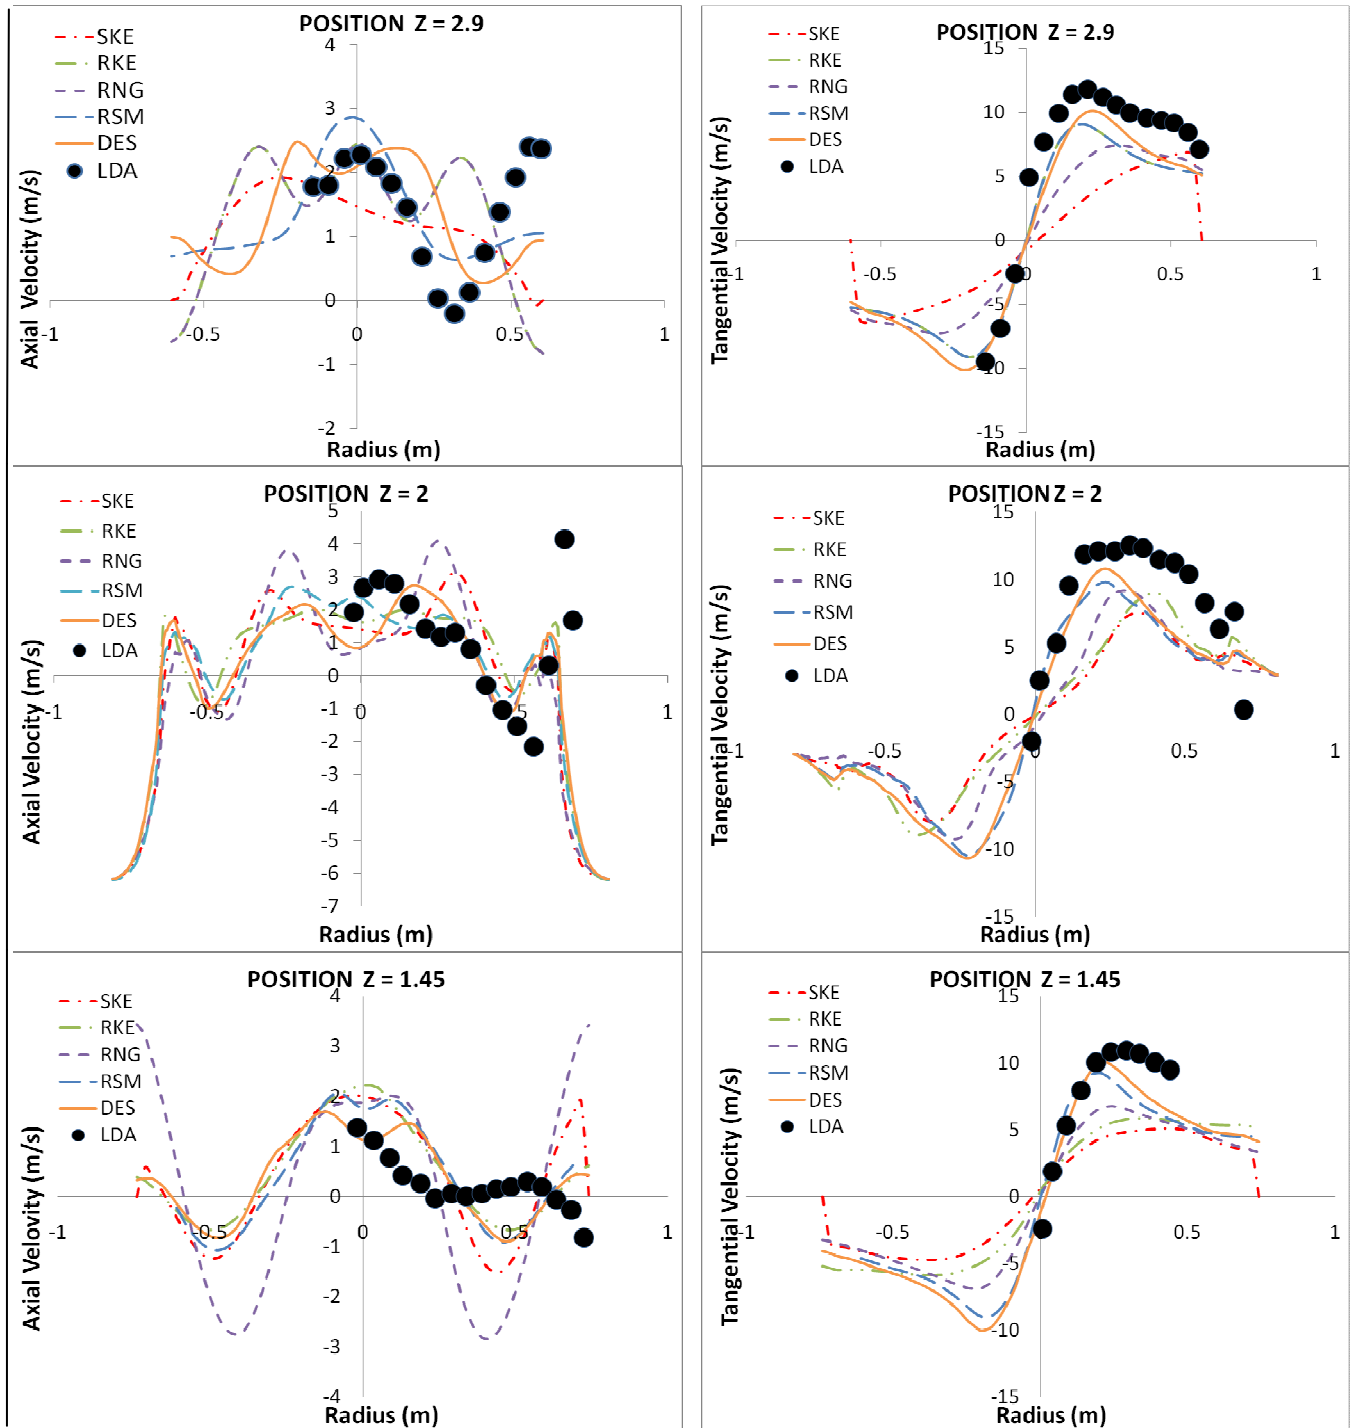 POSITION Z = 2.9
SKE
RKE
RNG
RSM
DES
LDA
Axial Velocity (m/s)
4
3
2
1
0
-1
-2
-1
-0.5
0
0.5
1
Radius (m)
POSITION Z = 2.9
SKE
RKE
RNG
RSM
DES
LDA
Tangential Velocity (m/s)
15
10
5
0
-5
-10
-15
-1
-0.5
0
0.5
1
Radius (m)
POSITION Z = 2
SKE
RKE
RNG
RSM
DES
LDA
Axial Velocity (m/s)
5
4
3
2
1
0
-1
-2
-3
-4
-5
-6
-7
-1
-0.5
0
0.5
1
Radius (m)
POSITION Z = 2
SKE
RKE
RNG
RSM
DES
LDA
Tangential Velocity (m/s)
15
10
5
0
-5
-10
-15
-1
-0.5
0
0.5
1
Radius (m)
POSITION Z = 1.45
SKE
RKE
RNG
RSM
DES
LDA
Axial Velovity (m/s)
4
3
2
1
0
-1
-2
-3
-4
-1
-0.5
0
0.5
1
Radius (m)
POSITION Z = 1.45
SKE
RKE
RNG
RSM
DES
LDA
Tangential Velocity (m/s)
15
10
5
0
-5
-10
-15
-1
-0.5
0
0.5
1
Radius (m)